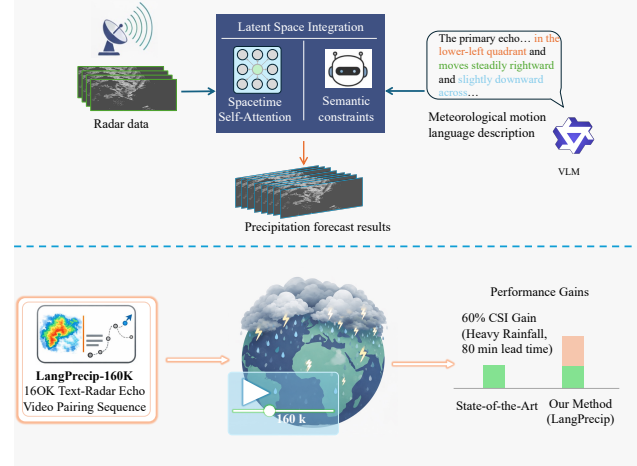 Latent Space Integration
Spacetime
Self-Attention
Semantic
constraints
Radar data
The primary echo… in the
lower-left quadrant and
moves steadily rightward
and slightly downward
across…
Meteorological motion
language description
VLM
Precipitation forecast results
LangPrecip-160K
16OK Text-Radar Echo
Video Pairing Sequence
160 k
Performance Gains
60% CSI Gain
(Heavy Rainfall,
80 min lead time)
State-of-the-Art
Our Method
(LangPrecip)